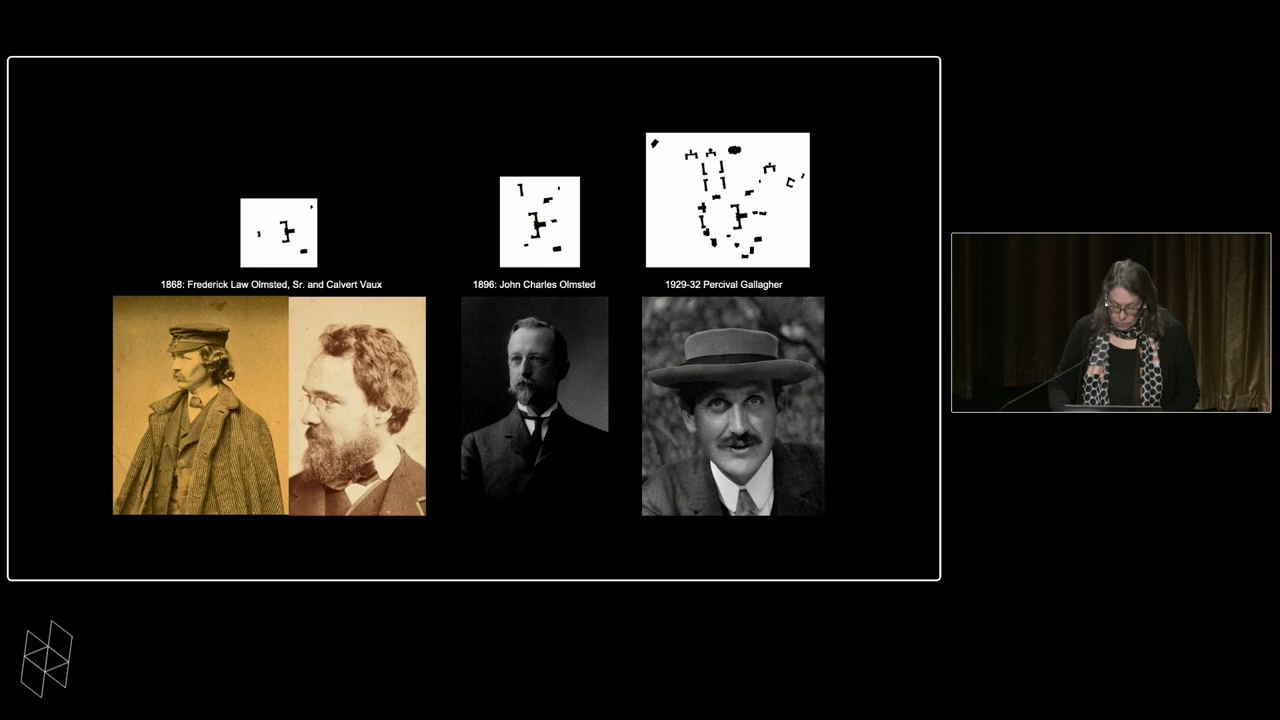 1868: Frederick Law Olmsted, Sr. and Calvert Vaux
1896: John Charles Olmsted
1929-32 Percival Gallagher